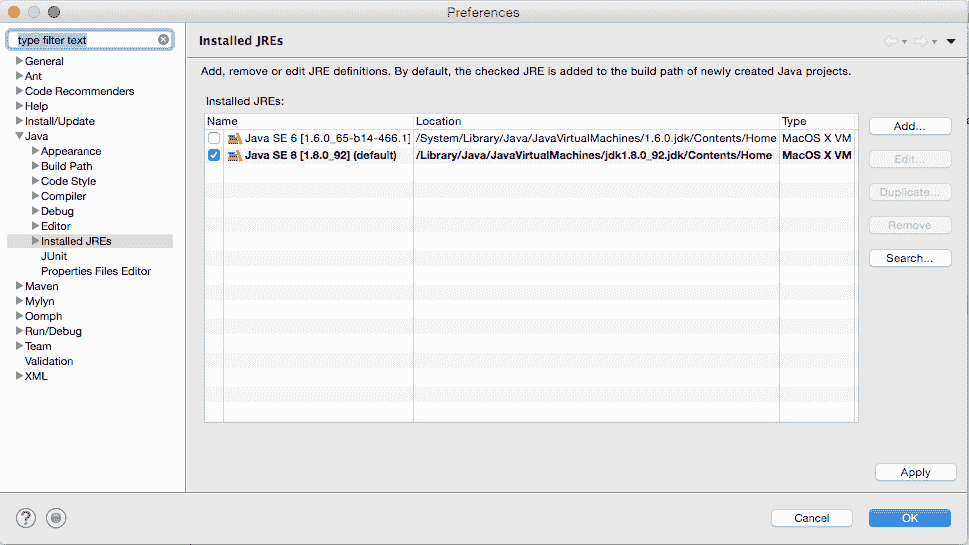 Preferences
type filter text
General
Ant
Code Recommenders
Help
Install/Update
Java
Appearance
Build Path
Code Style
Compiler
Debug
Editor
Installed JREs
JUnit
Properties Files Editor
Maven
Mylyn
Oomph
Run/Debug
Team
Validation
XML
Installed JREs
Add, remove or edit JRE definitions. By default, the checked JRE is added to the build path of newly created Java projects.
Installed JREs:
Name Location Type
Java SE 6 [1.6.0_65-b14-466.1] /System/Library/Java/JavaVirtualMachines/1.6.0.jdk/Contents/Home MacOS X VM
Java SE 8 [1.8.0_92] (default) /Library/Java/JavaVirtualMachines/jdk1.8.0_92.jdk/Contents/Home MacOS X VM
Add...
Edit...
Duplicate...
Remove
Search...
Apply
?
Cancel OK